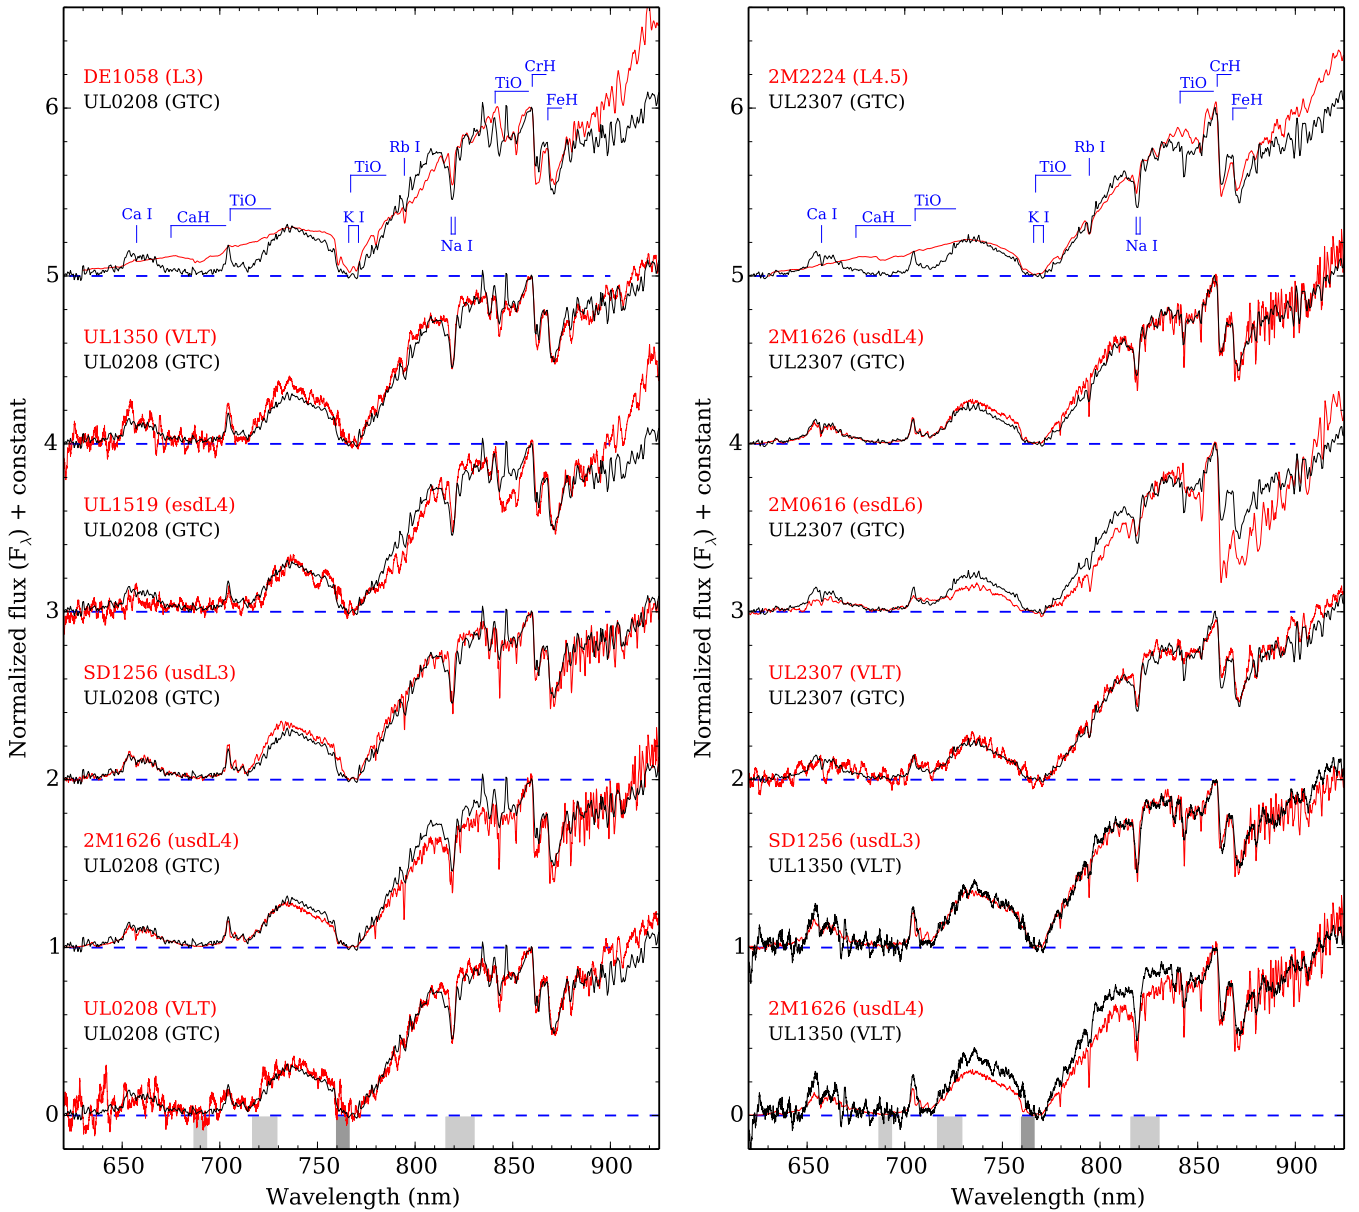 DE1058 (L3)
UL0208 (GTC)
Ca I
CaH
TiO
K I
TiO
Rb I
Na I
TiO
CrH
FeH
UL1350 (VLT)
UL0208 (GTC)
UL1519 (esdL4)
UL0208 (GTC)
SD1256 (usdL3)
UL0208 (GTC)
2M1626 (usdL4)
UL0208 (GTC)
UL0208 (VLT)
UL0208 (GTC)
6
5
4
3
2
1
0
650
700
750
800
850
900
Wavelength (nm)
Normalized flux (Fλ) + constant
2M2224 (L4.5)
UL2307 (GTC)
Ca I
CaH
TiO
K I
TiO
Rb I
Na I
TiO
CrH
FeH
2M1626 (usdL4)
UL2307 (GTC)
2M0616 (esdL6)
UL2307 (GTC)
UL2307 (VLT)
UL2307 (GTC)
SD1256 (usdL3)
UL1350 (VLT)
2M1626 (usdL4)
UL1350 (VLT)
6
5
4
3
2
1
0
650
700
750
800
850
900
Wavelength (nm)
Normalized flux (Fλ) + constant